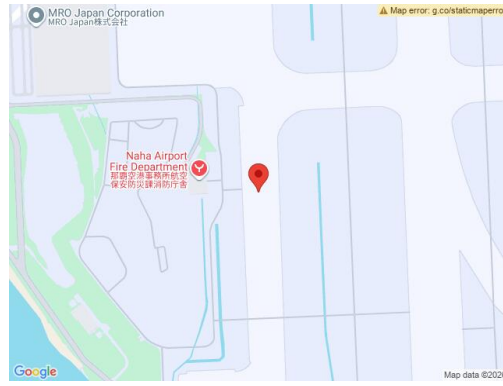 MRO Japan Corporation
MRO Japan株式会社
⚠ Map error: g.co/staticmaperro
Naha Airport
Fire Department
那覇空港事務所航空
保安防災課消防庁舎
Google
Map data ©2026